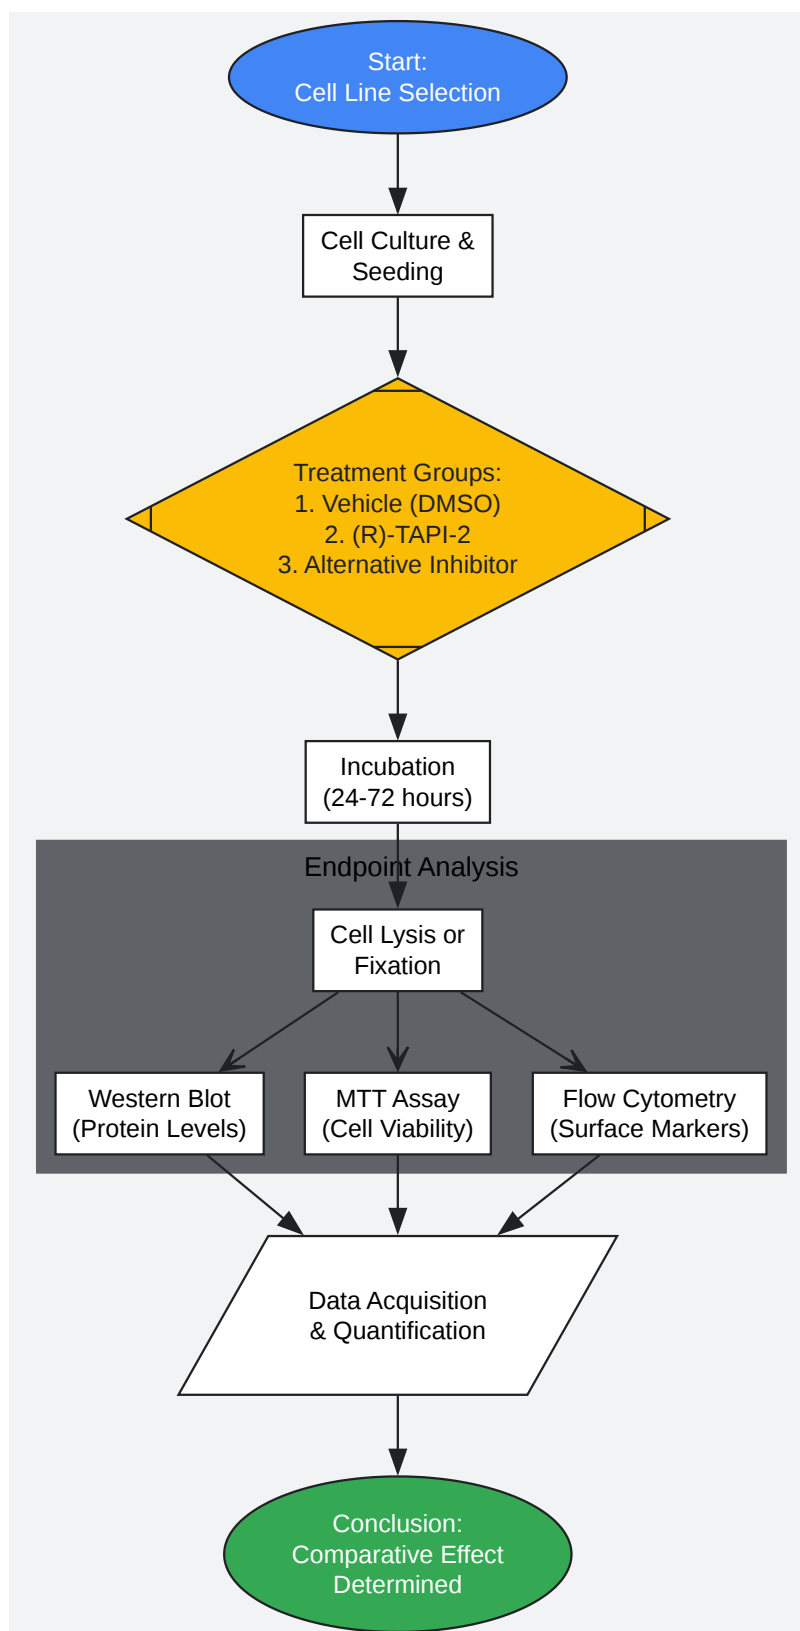 Start:
Cell Line Selection
Cell Culture &
Seeding
Treatment Groups:
1. Vehicle (DMSO)
2. (R)-TAPI-2
3. Alternative Inhibitor
Incubation
(24-72 hours)
Endpoint Analysis
Cell Lysis or
Fixation
Western Blot
(Protein Levels)
MTT Assay
(Cell Viability)
Flow Cytometry
(Surface Markers)
Data Acquisition
& Quantification
Conclusion:
Comparative Effect
Determined